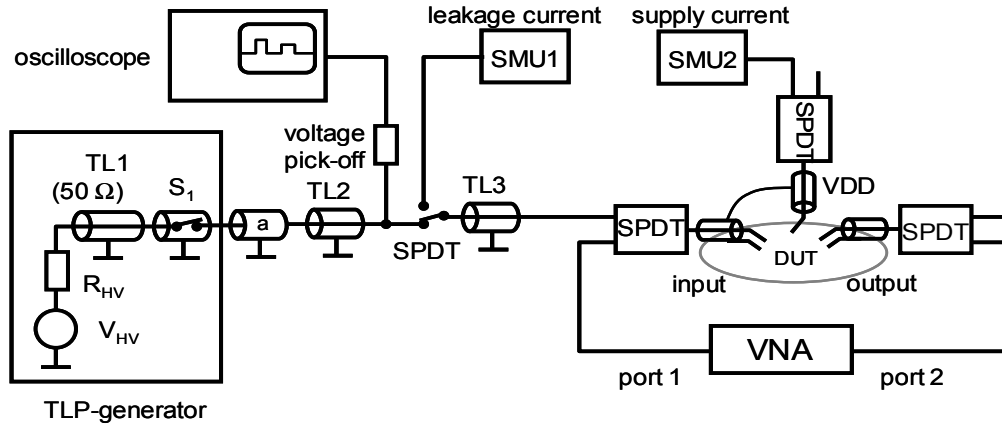 leakage current
supply current
oscilloscope
SMU1
SMU2
voltage
pick-off
SPDT
TL1
(50 Ω)
S1
TL2
TL3
VDD
a
SPDT
SPDT
SPDT
DUT
input
output
RHV
VHV
VNA
port 1
port 2
TLP-generator